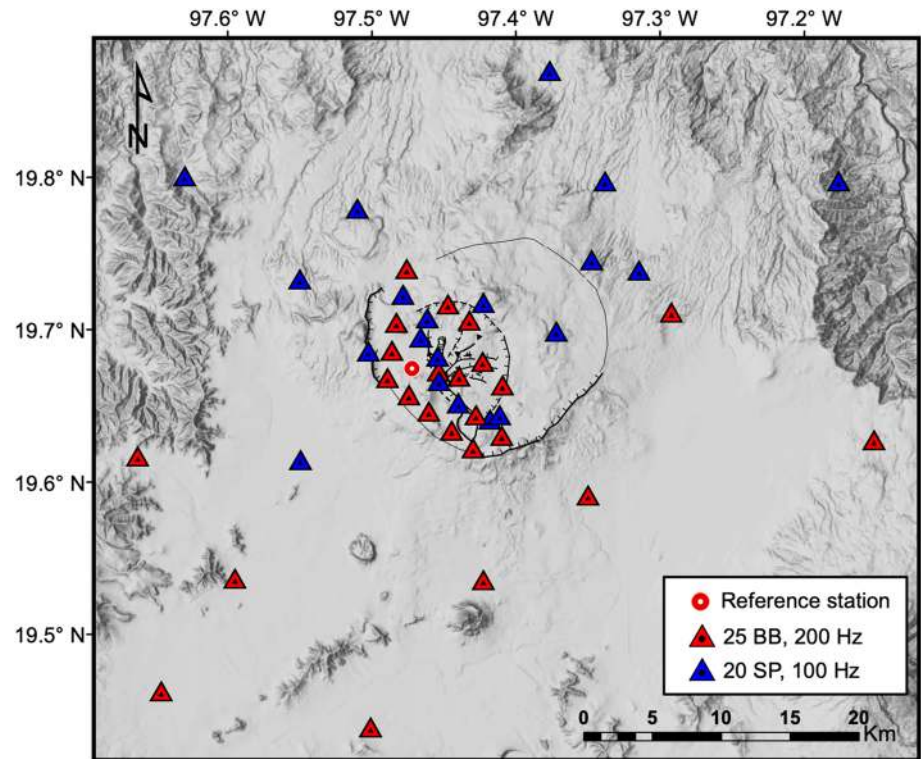 97.6° W 97.5° W 97.4° W 97.3° W 97.2° W
N
19.8° N
19.7° N
19.6° N
19.5° N
Reference station
25 BB, 200 Hz
20 SP, 100 Hz
0 5 10 15 20
Km